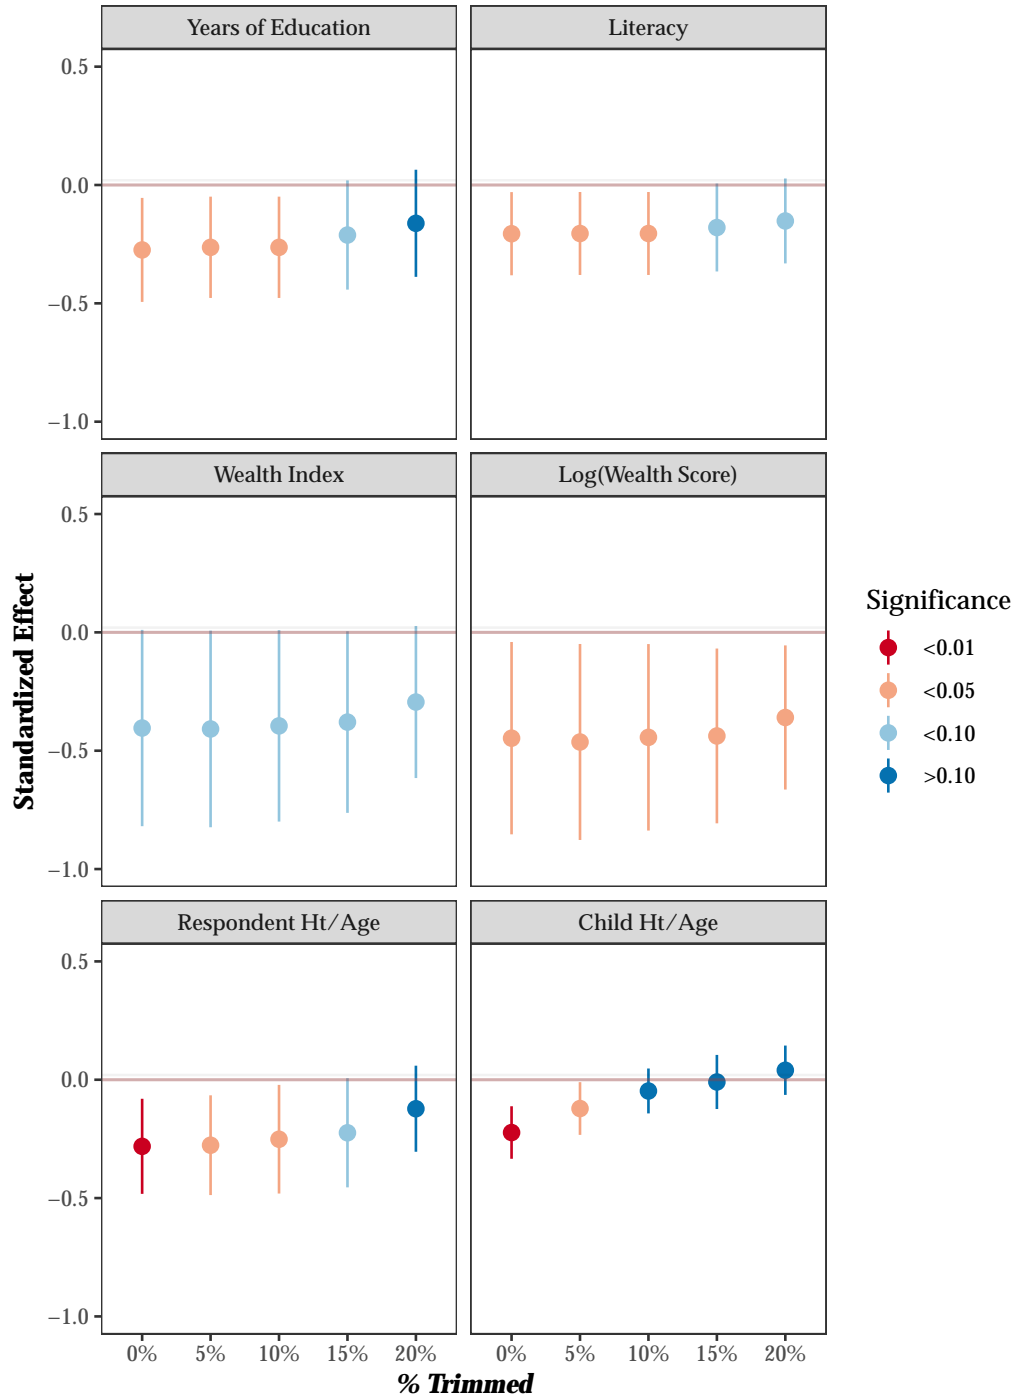 Years of Education
Literacy
0.5
0.0
−0.5
−1.0
Wealth Index
Log(Wealth Score)
0.5
0.0
−0.5
−1.0
Respondent Ht/Age
Child Ht/Age
0.5
0.0
−0.5
−1.0
0% 5% 10% 15% 20%
0% 5% 10% 15% 20%
% Trimmed
Standardized Effect
Significance
<0.01
<0.05
<0.10
>0.10